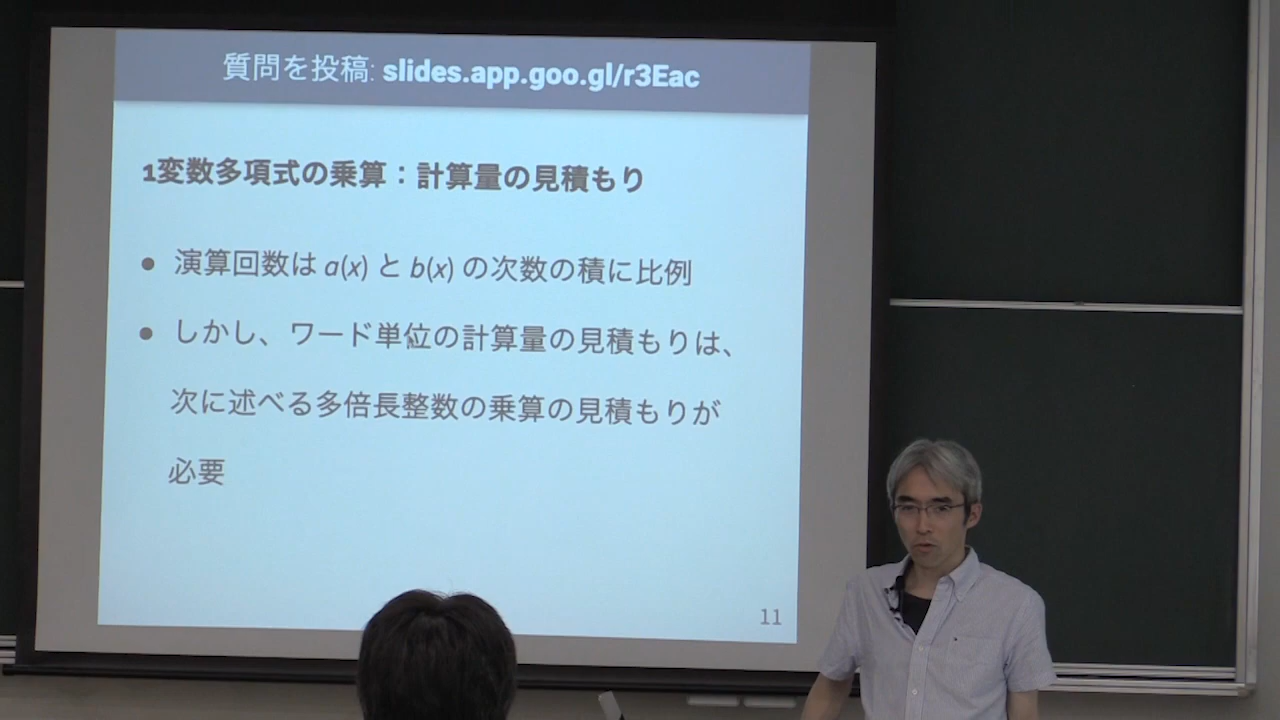 質問を投稿: slides.app.goo.gl/r3Eac
1変数多項式の乗算：計算量の見積もり
● 演算回数は a(x) と b(x) の次数の積に比例
● しかし、ワード単位の計算量の見積もりは、
次に述べる多倍長整数の乗算の見積もりが
必要
11